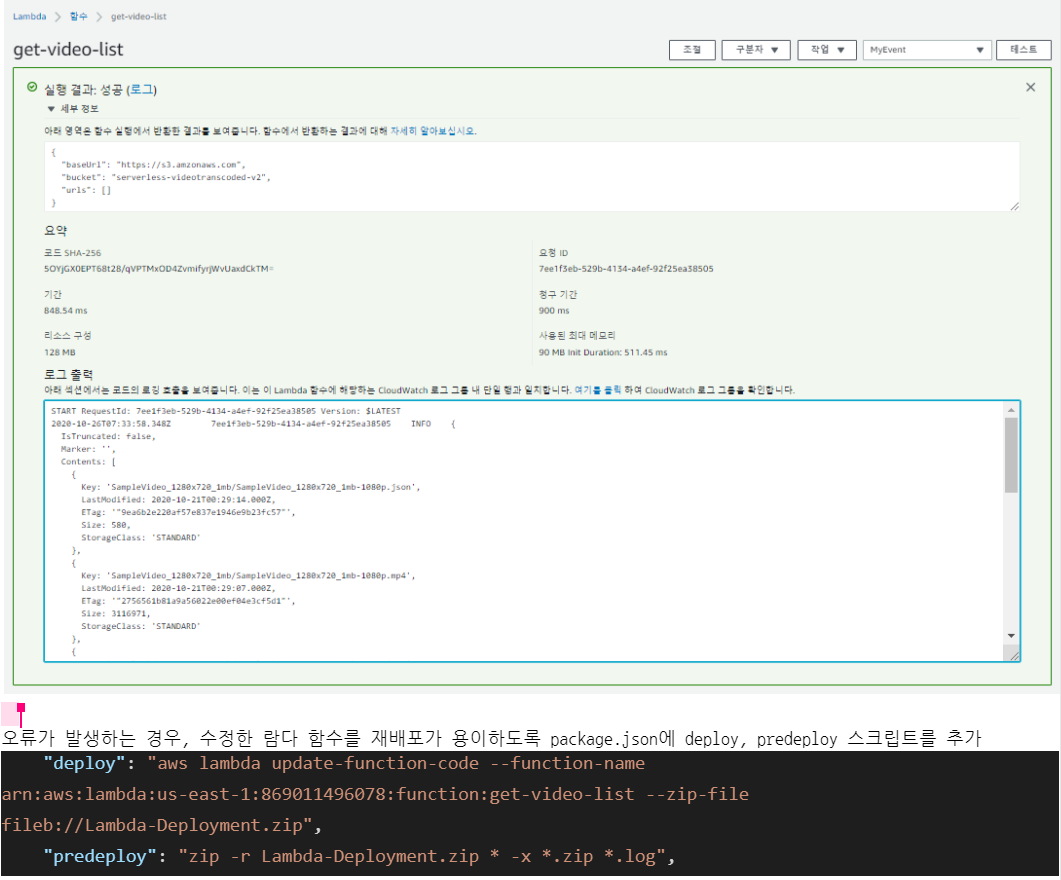 Lambda > 함수 > get-video-list
get-video-list 조절 구분자 ▼ 작업 ▼ MyEvent ▼ 테스트
실행 결과: 성공 (로그)
▼ 세부 정보
아래 영역은 함수 실행에서 반환한 결과를 보여줍니다. 함수에서 반환하는 결과에 대해 자세히 알아보십시오.
{
"baseUrl": "https://s3.amzonaws.com",
"bucket": "serverless-videotranscoded-v2",
"urls": []
}
요약
코드 SHA-256
5OYjGX0EPT68t28/qVPTMxOD4ZvmifyrJWvUaxdCkTM=
요청 ID
7ee1f3eb-529b-4134-a4ef-92f25ea38505
기간
848.54 ms
청구 기간
900 ms
리소스 구성
128 MB
사용된 최대 메모리
90 MB Init Duration: 511.45 ms
로그 출력
아래 섹션에서는 코드의 로깅 호출을 보여줍니다. 이는 이 Lambda 함수에 해당하는 CloudWatch 로그 그룹 내 단일 행과 일치합니다. 여기를 클릭 하여 CloudWatch 로그 그룹을 확인합니다.
START RequestId: 7ee1f3eb-529b-4134-a4ef-92f25ea38505 Version: $LATEST
2020-10-26T07:33:58.348Z 7ee1f3eb-529b-4134-a4ef-92f25ea38505 INFO {
IsTruncated: false,
Marker: '',
Contents: [
{
Key: 'SampleVideo_1280x720_1mb/SampleVideo_1280x720_1mb-1080p.json',
LastModified: 2020-10-21T00:29:14.000Z,
ETag: '"9ea6b2e220af57e837e1946e9b23fc57"',
Size: 580,
StorageClass: 'STANDARD'
},
{
Key: 'SampleVideo_1280x720_1mb/SampleVideo_1280x720_1mb-1080p.mp4',
LastModified: 2020-10-21T00:29:07.000Z,
ETag: '"2756561b81a9a56022e00ef04e3cf5d1"',
Size: 3116971,
StorageClass: 'STANDARD'
},
{
오류가 발생하는 경우, 수정한 람다 함수를 재배포가 용이하도록 package.json에 deploy, predeploy 스크립트를 추가
"deploy": "aws lambda update-function-code --function-name
arn:aws:lambda:us-east-1:869011496078:function:get-video-list --zip-file
fileb://Lambda-Deployment.zip",
"predeploy": "zip -r Lambda-Deployment.zip * -x *.zip *.log",